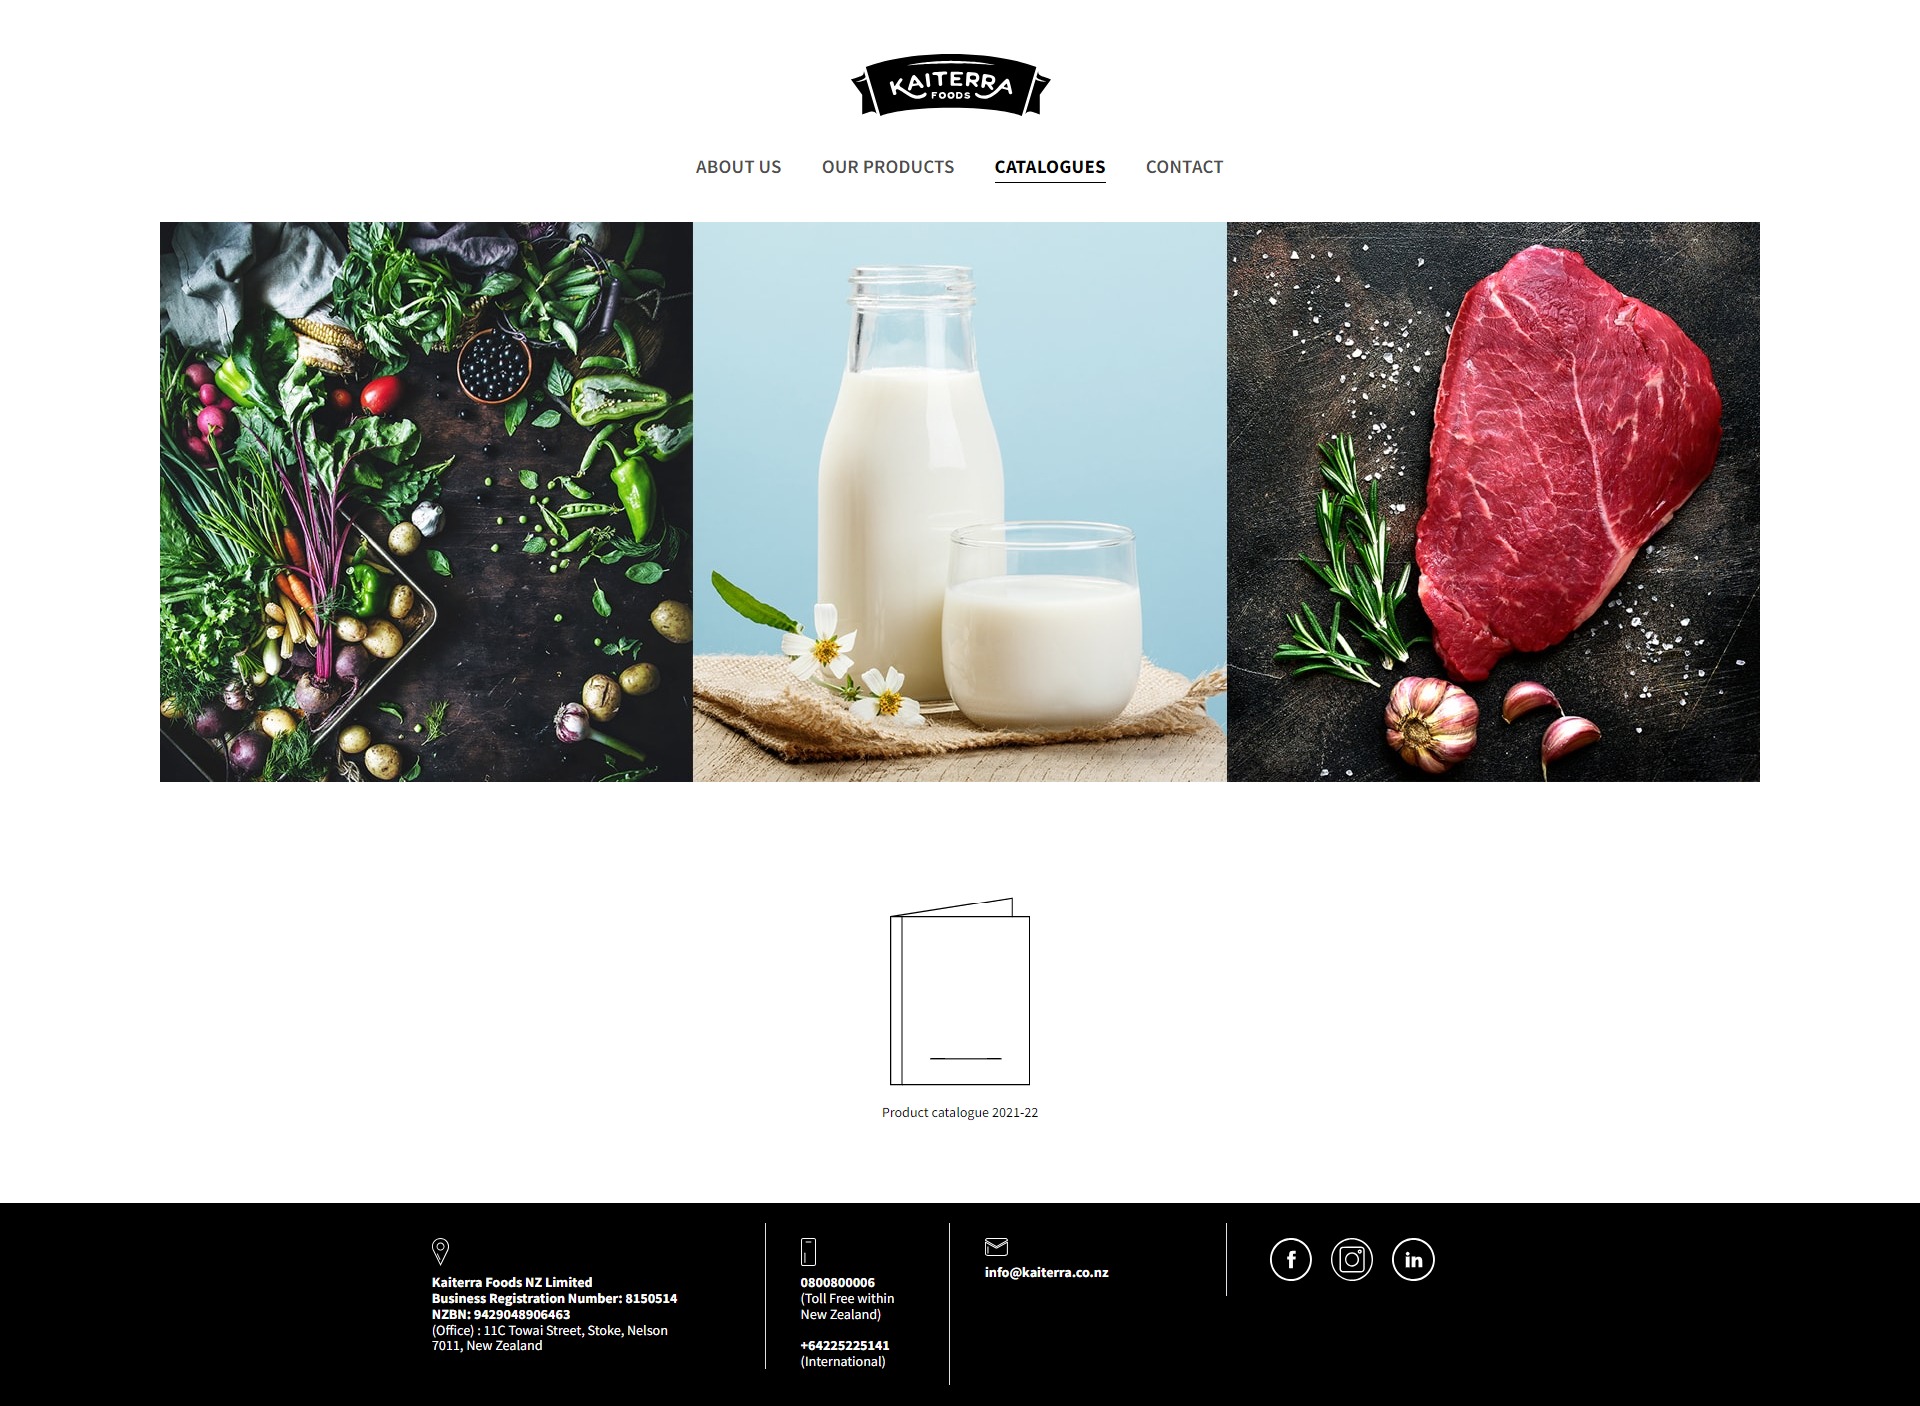 KAITERRA
FOODS
ABOUT US
OUR PRODUCTS
CATALOGUES
CONTACT
Product catalogue 2021-22
Kaiterra Foods NZ Limited
Business Registration Number: 8150514
NZBN: 9429048906463
(Office) : 11C Towai Street, Stoke, Nelson
7011, New Zealand
0800800006
(Toll Free within
New Zealand)
+64225225141
(International)
info@kaiterra.co.nz